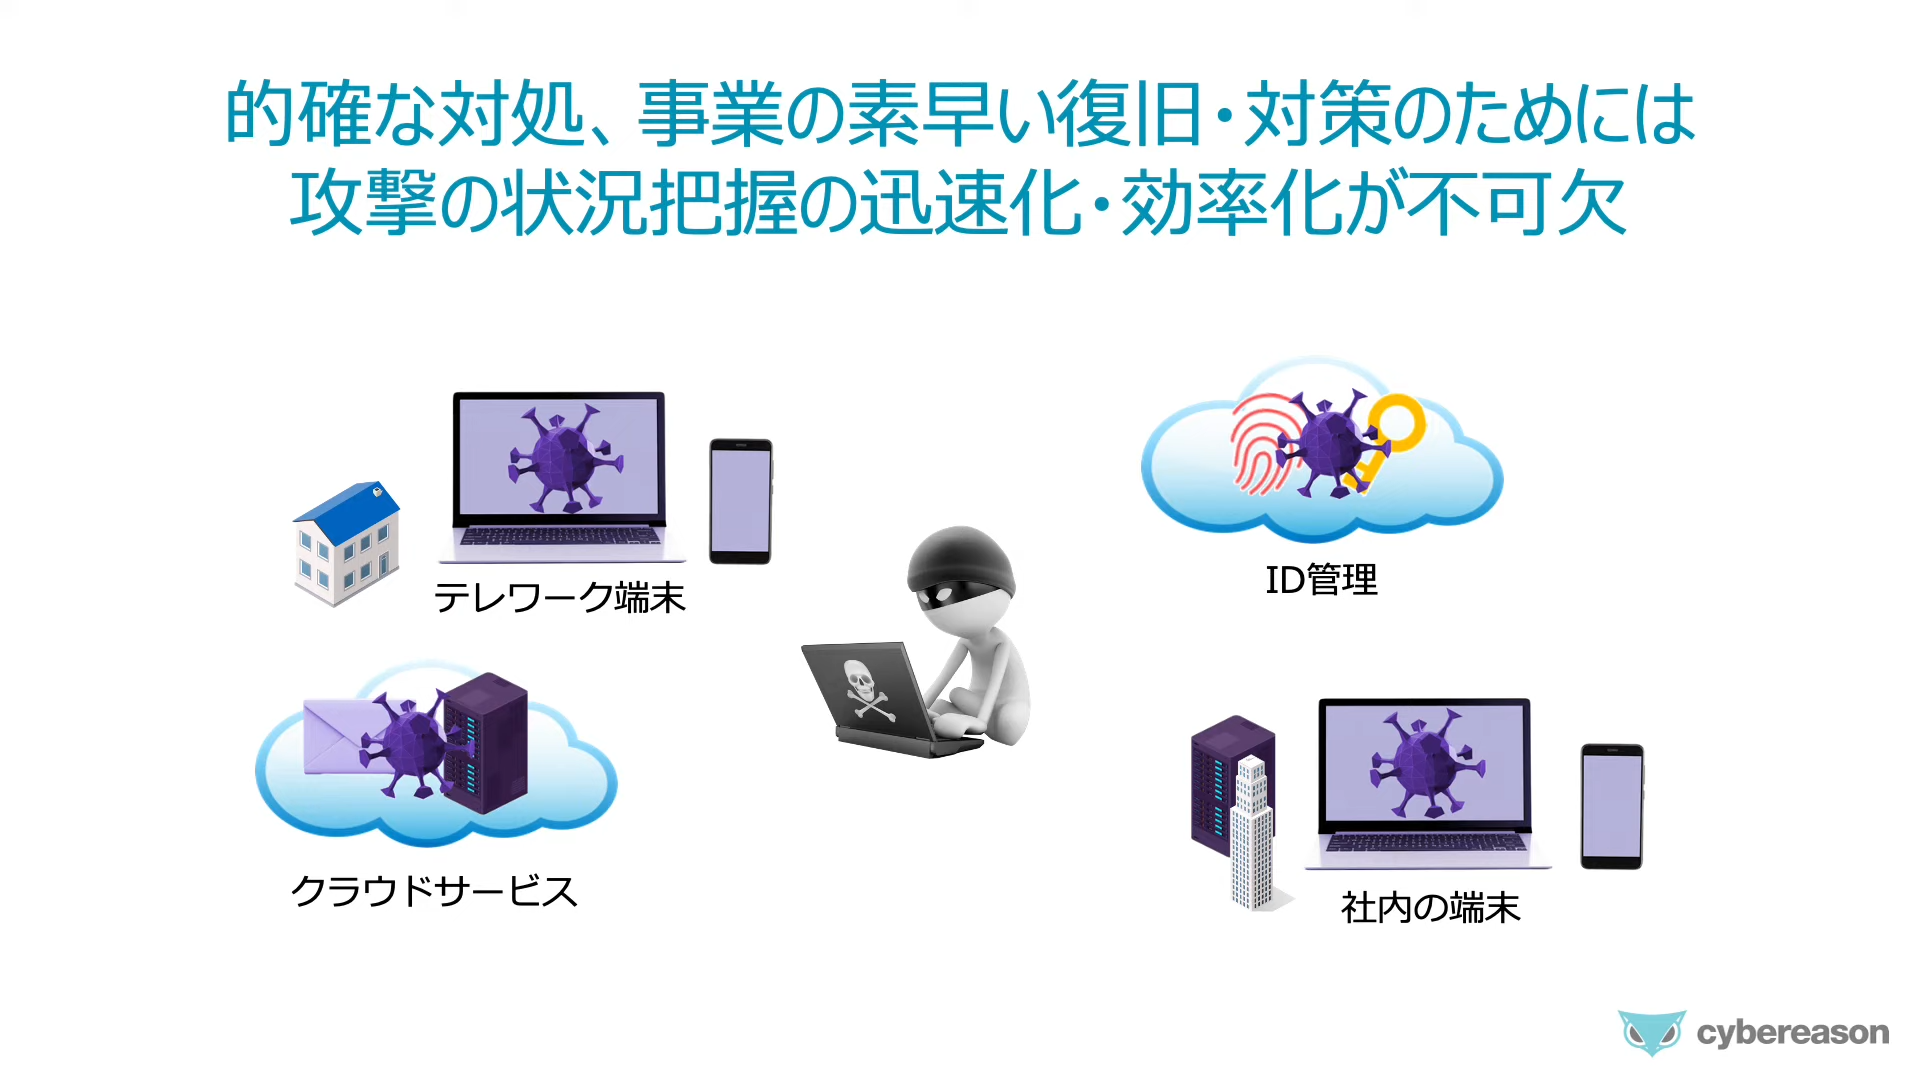 的確な対処、事業の素早い復旧・対策のためには
攻撃の状況把握の迅速化・効率化が不可欠
テレワーク端末
ID管理
クラウドサービス
社内の端末
cybereason